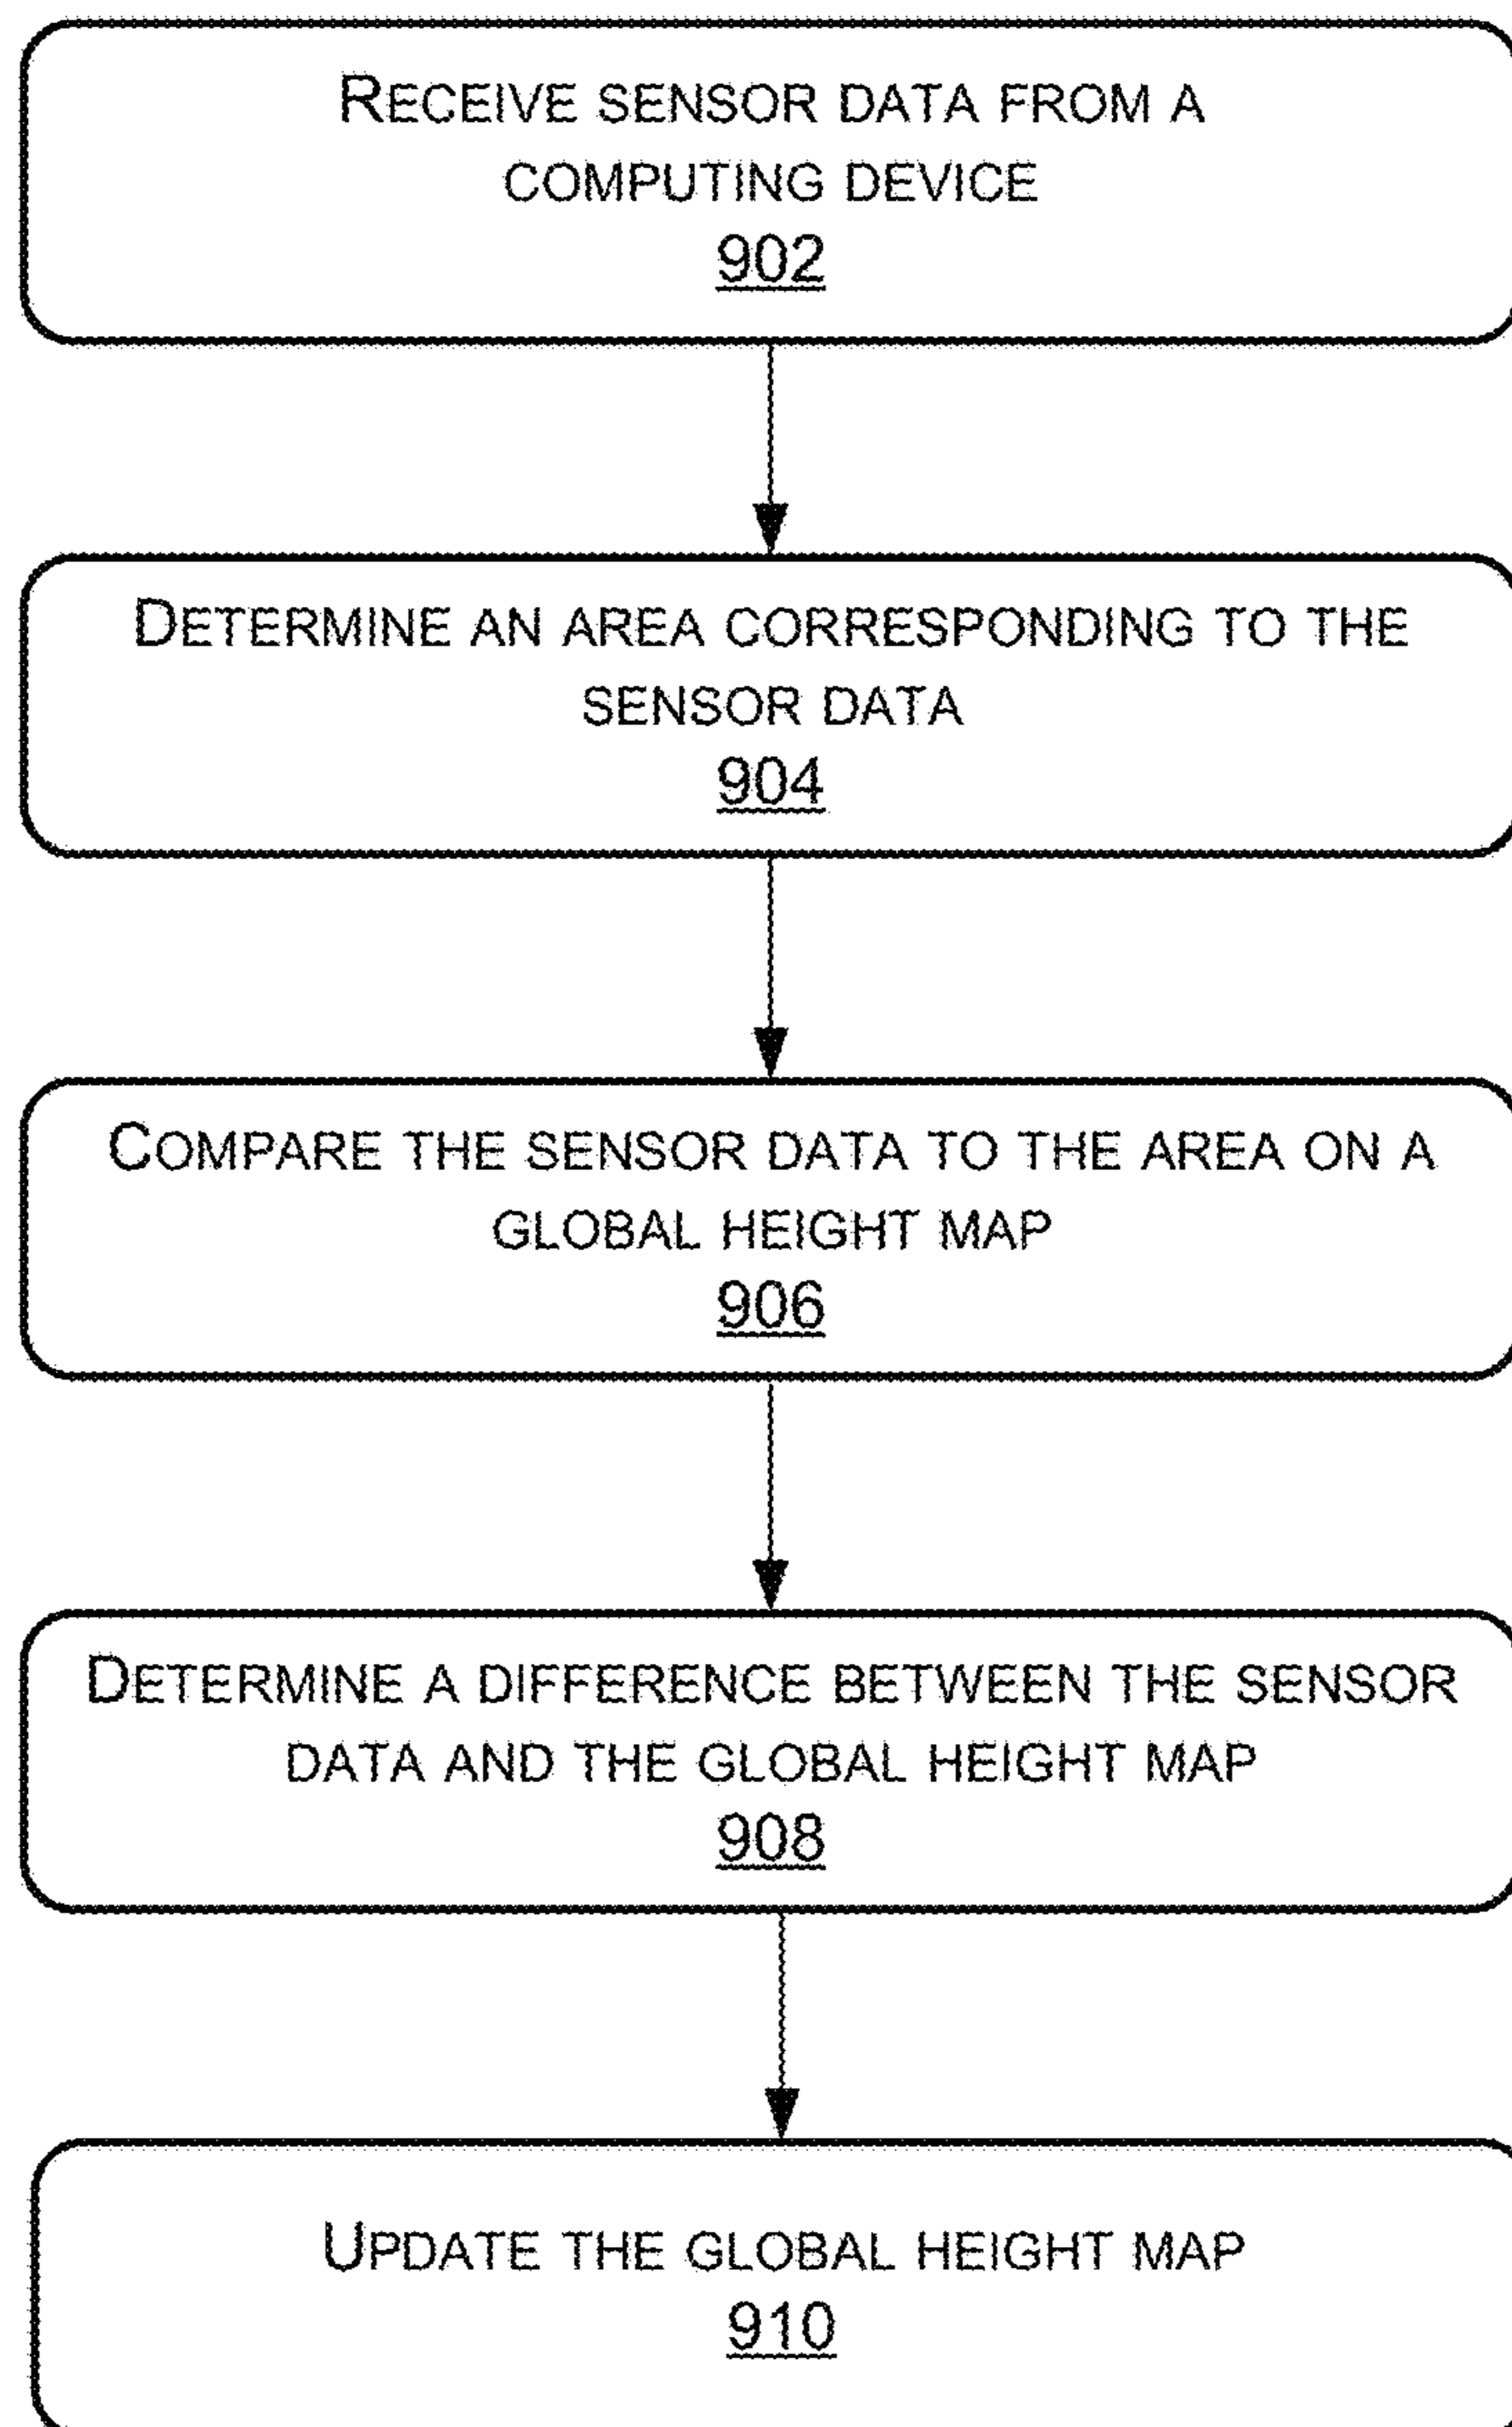 RECEIVE SENSOR DATA FROM A
COMPUTING DEVICE
902
DETERMINE AN AREA CORRESPONDING TO THE
SENSOR DATA
904
COMPARE THE SENSOR DATA TO THE AREA ON A
GLOBAL HEIGHT MAP
906
DETERMINE A DIFFERENCE BETWEEN THE SENSOR
DATA AND THE GLOBAL HEIGHT MAP
908
UPDATE THE GLOBAL HEIGHT MAP
910